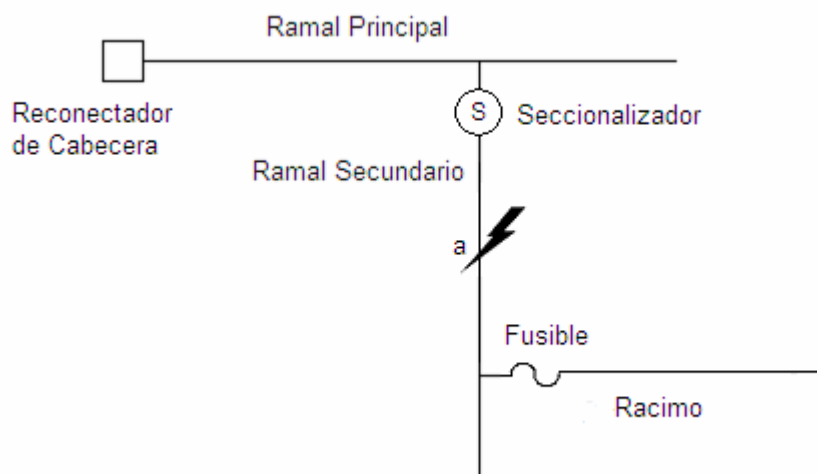 Ramal Principal
Reconectador
de Cabecera
S
Seccionalizador
Ramal Secundario
a
Fusible
Racimo